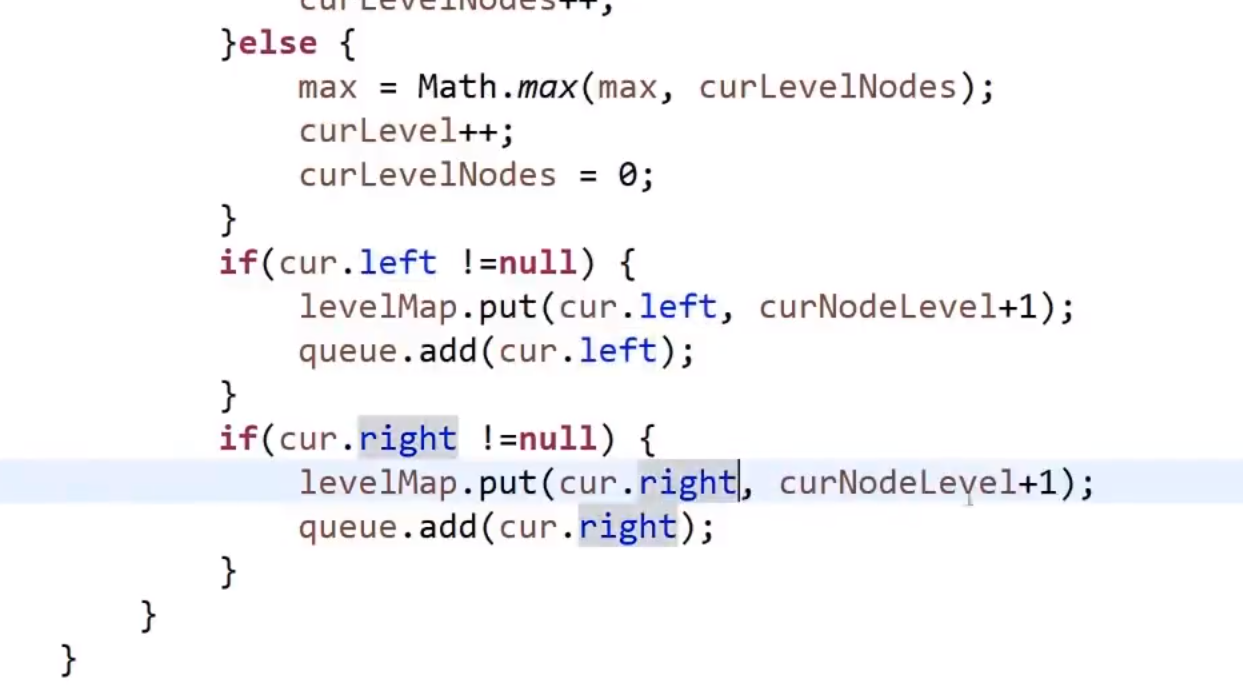 curLevelNodes++;
}else {
max = Math.max(max, curLevelNodes);
curLevel++;
curLevelNodes = 0;
}
if(cur.left !=null) {
levelMap.put(cur.left, curNodeLevel+1);
queue.add(cur.left);
}
if(cur.right !=null) {
levelMap.put(cur.right, curNodeLevel+1);
queue.add(cur.right);
}
}
}